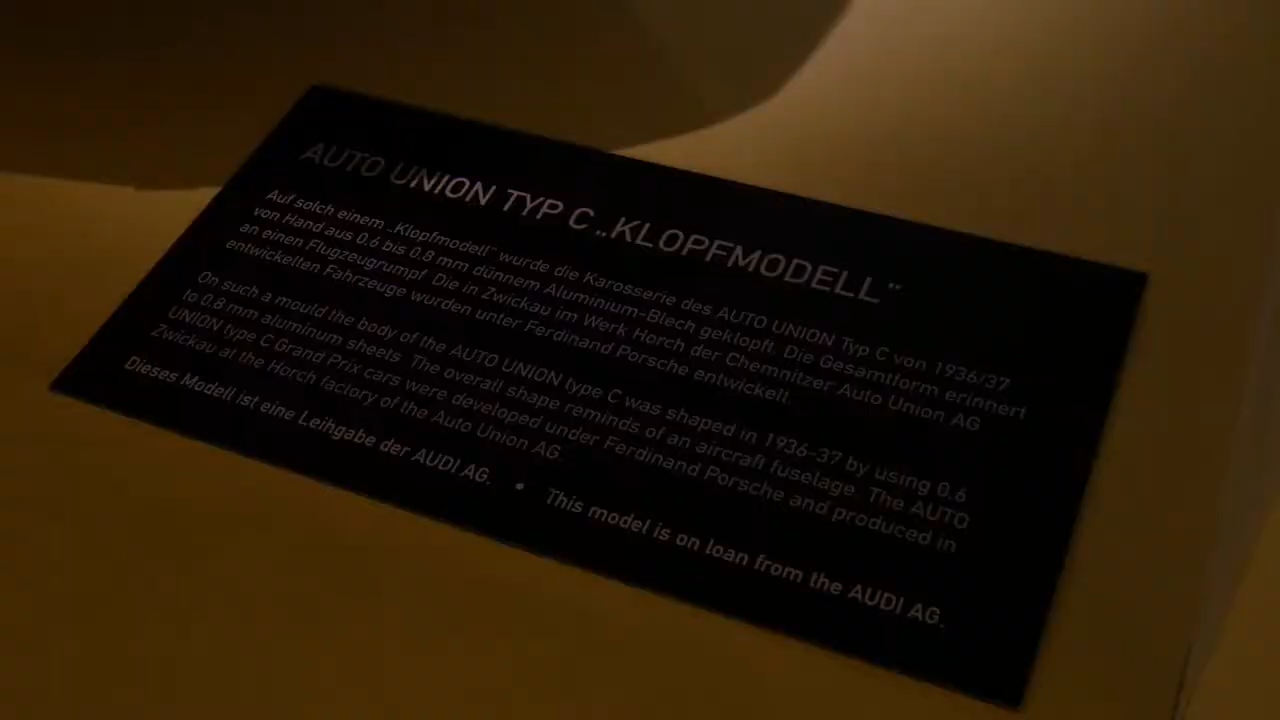 AUTO UNION TYP C „KLOPFMODELL"
Auf solch einem „Klopfmodell" wurde die Karosserie des AUTO UNION Typ C von 1936/37
von Hand aus 0.6 bis 0.8 mm dünnem Aluminium-Blech geklopft. Die Gesamtform erinnert
an einen Flugzeugrumpf. Die in Zwickau im Werk Horch der Chemnitzer Auto Union AG
entwickelten Fahrzeuge wurden unter Ferdinand Porsche entwickelt.
On such a mould the body of the AUTO UNION type C was shaped in 1936-37 by using 0.6
to 0.8 mm aluminum sheets. The overall shape reminds of an aircraft fuselage. The AUTO
UNION type C Grand Prix cars were developed under Ferdinand Porsche and produced in
Zwickau at the Horch factory of the Auto Union AG.
Dieses Modell ist eine Leihgabe der AUDI AG. • This model is on loan from the AUDI AG.